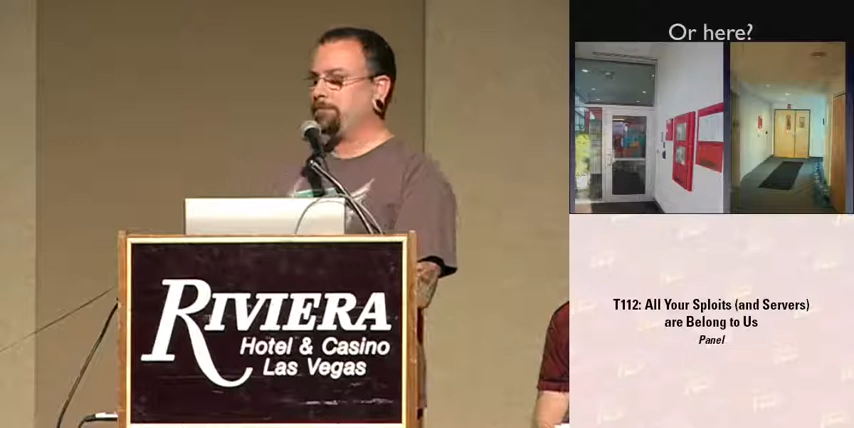 Or here?
RIVIERA
Hotel & Casino
Las Vegas
T112: All Your Sploits (and Servers)
are Belong to Us
Panel